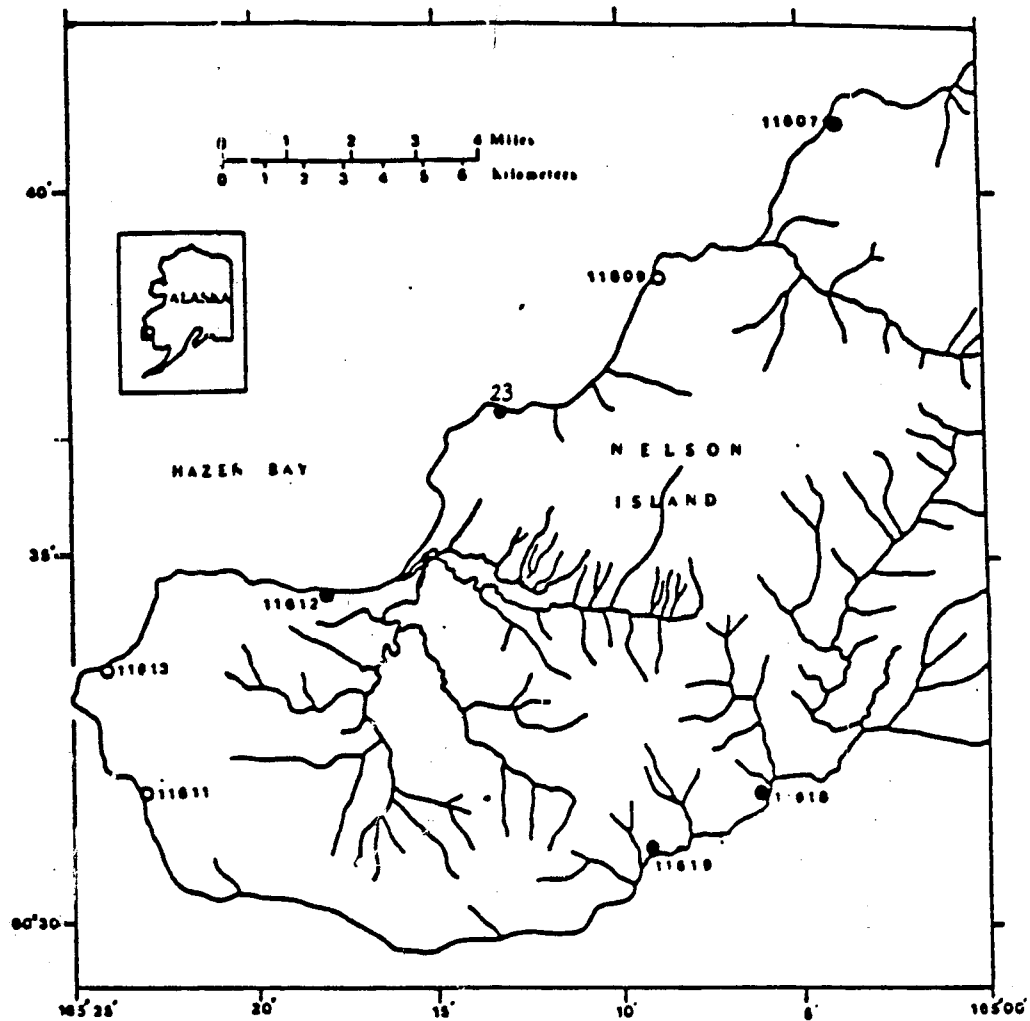 0 1 2 3 4 Miles
0 1 2 3 4 5 6 Kilometers
11607
40'
11609
ALASKA
23
NELSON
HAZEN BAY
ISLAND
35'
11612
11613
11611
11618
11619
60°30'
165°25' 20' 15' 10' 5' 165°00'